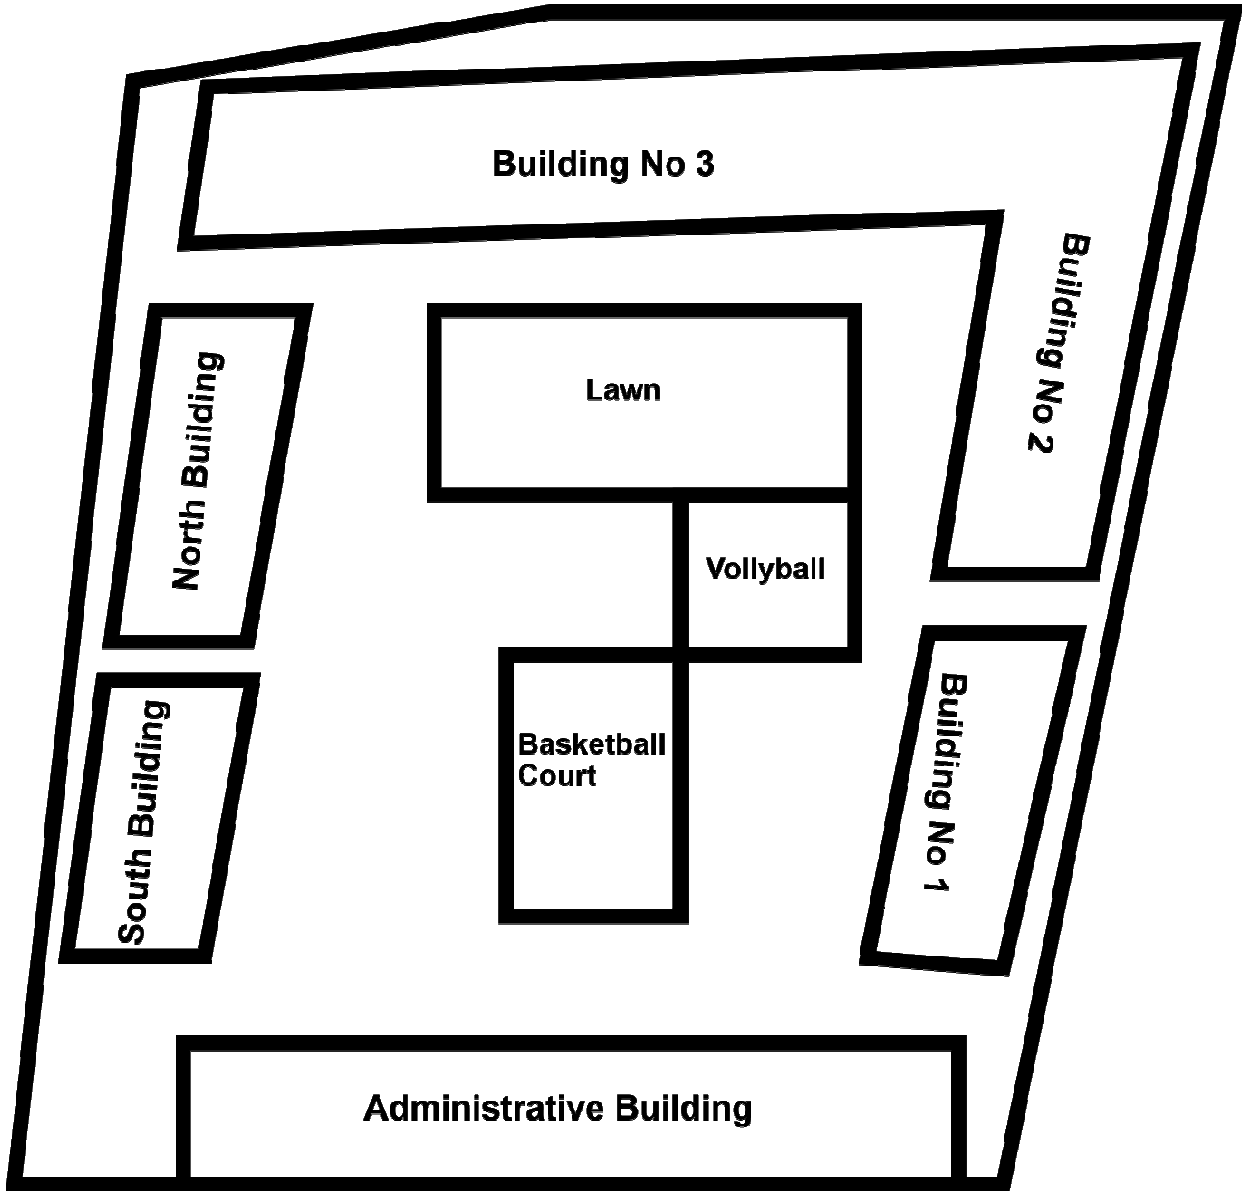 Building No 3
Building No 2
Lawn
North Building
Vollyball
Basketball
Court
Building No 1
South Building
Administrative Building